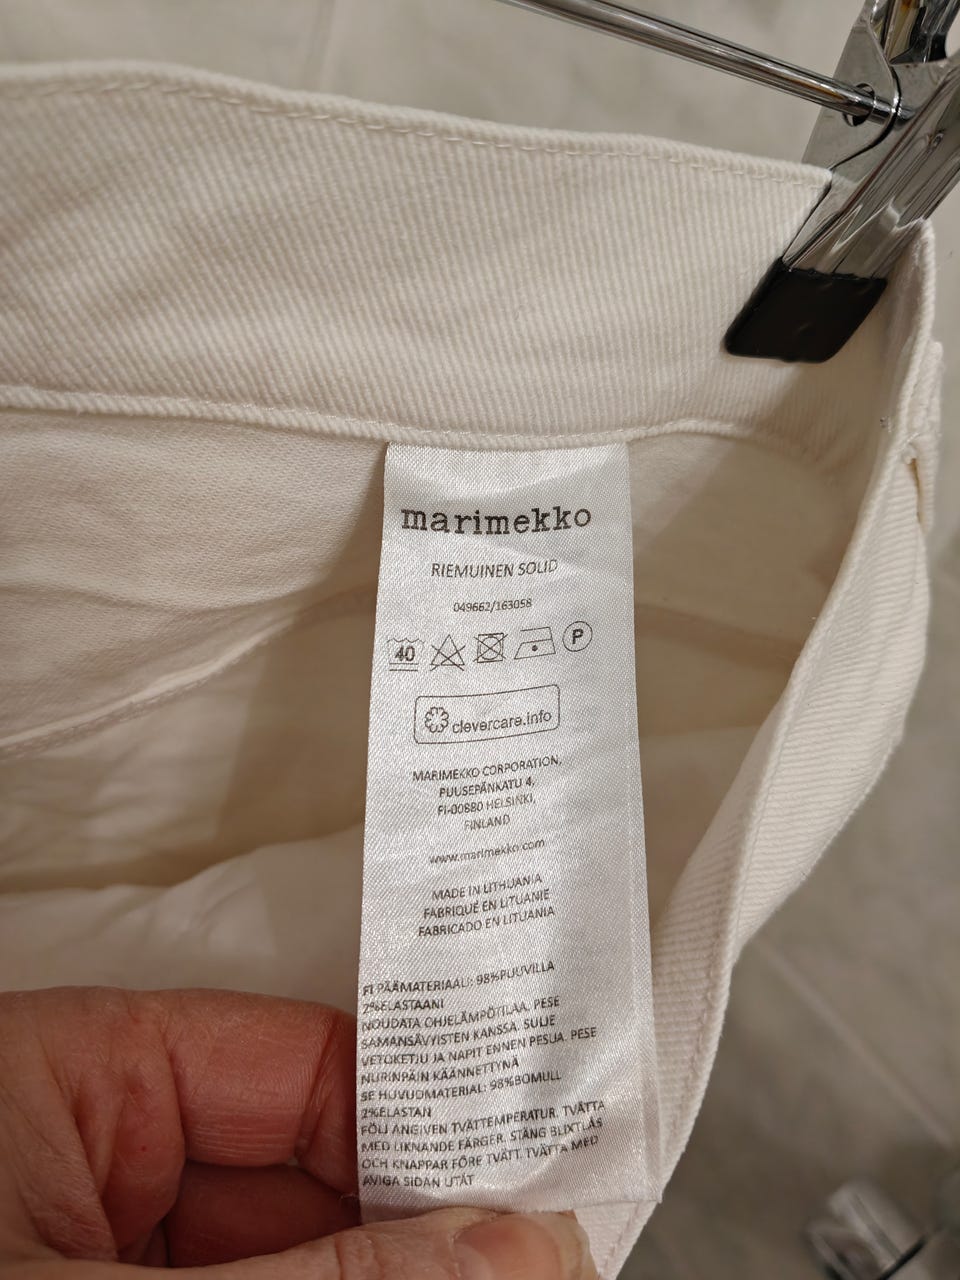 marimekko
RIEMUINEN SOLID
049662/163058
40
P
clevercare.info
MARIMEKKO CORPORATION,
PUUSEPÄNKATU 4,
FI-00880 HELSINKI,
FINLAND
www.marimekko.com
MADE IN LITHUANIA
FABRIQUÉ EN LITUANIE
FABRICADO EN LITUANIA
FI PÄÄMATERIAALI: 98%PUUVILLA
2%ELASTAANI
NOUDATA OHJELÄMPÖTILAA. PESE
SAMANSÄVYISTEN KANSSA. SULJE
VETOKETJU JA NAPIT ENNEN PESUA. PESE
NURINPÄIN KÄÄNNETTYNÄ
SE HUVUDMATERIAL: 98%BOMULL
2%ELASTAN
FÖLJ ANGIVEN TVÄTTEMPERATUR. TVÄTTA
MED LIKNANDE FÄRGER. STÄNG BLIXTLÅS
OCH KNAPPAR FÖRE TVÄTT. TVÄTTA MED
AVIGA SIDAN UTÅT